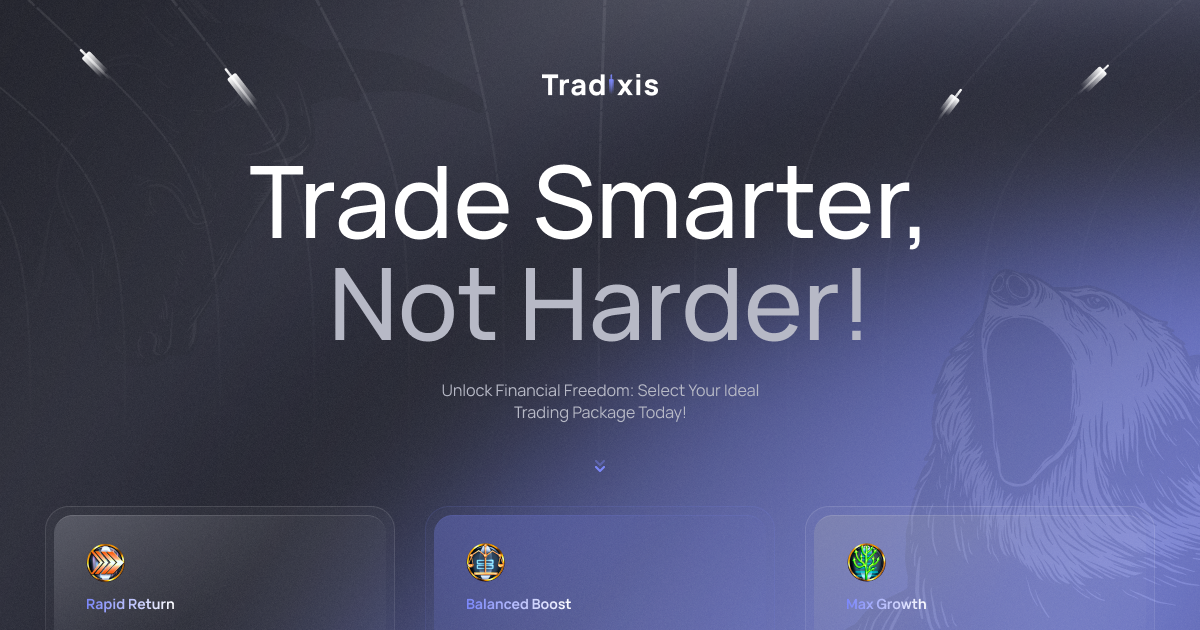 Tradixis
Trade Smarter,
Not Harder!
Unlock Financial Freedom: Select Your Ideal
Trading Package Today!
Rapid Return
Balanced Boost
Max Growth